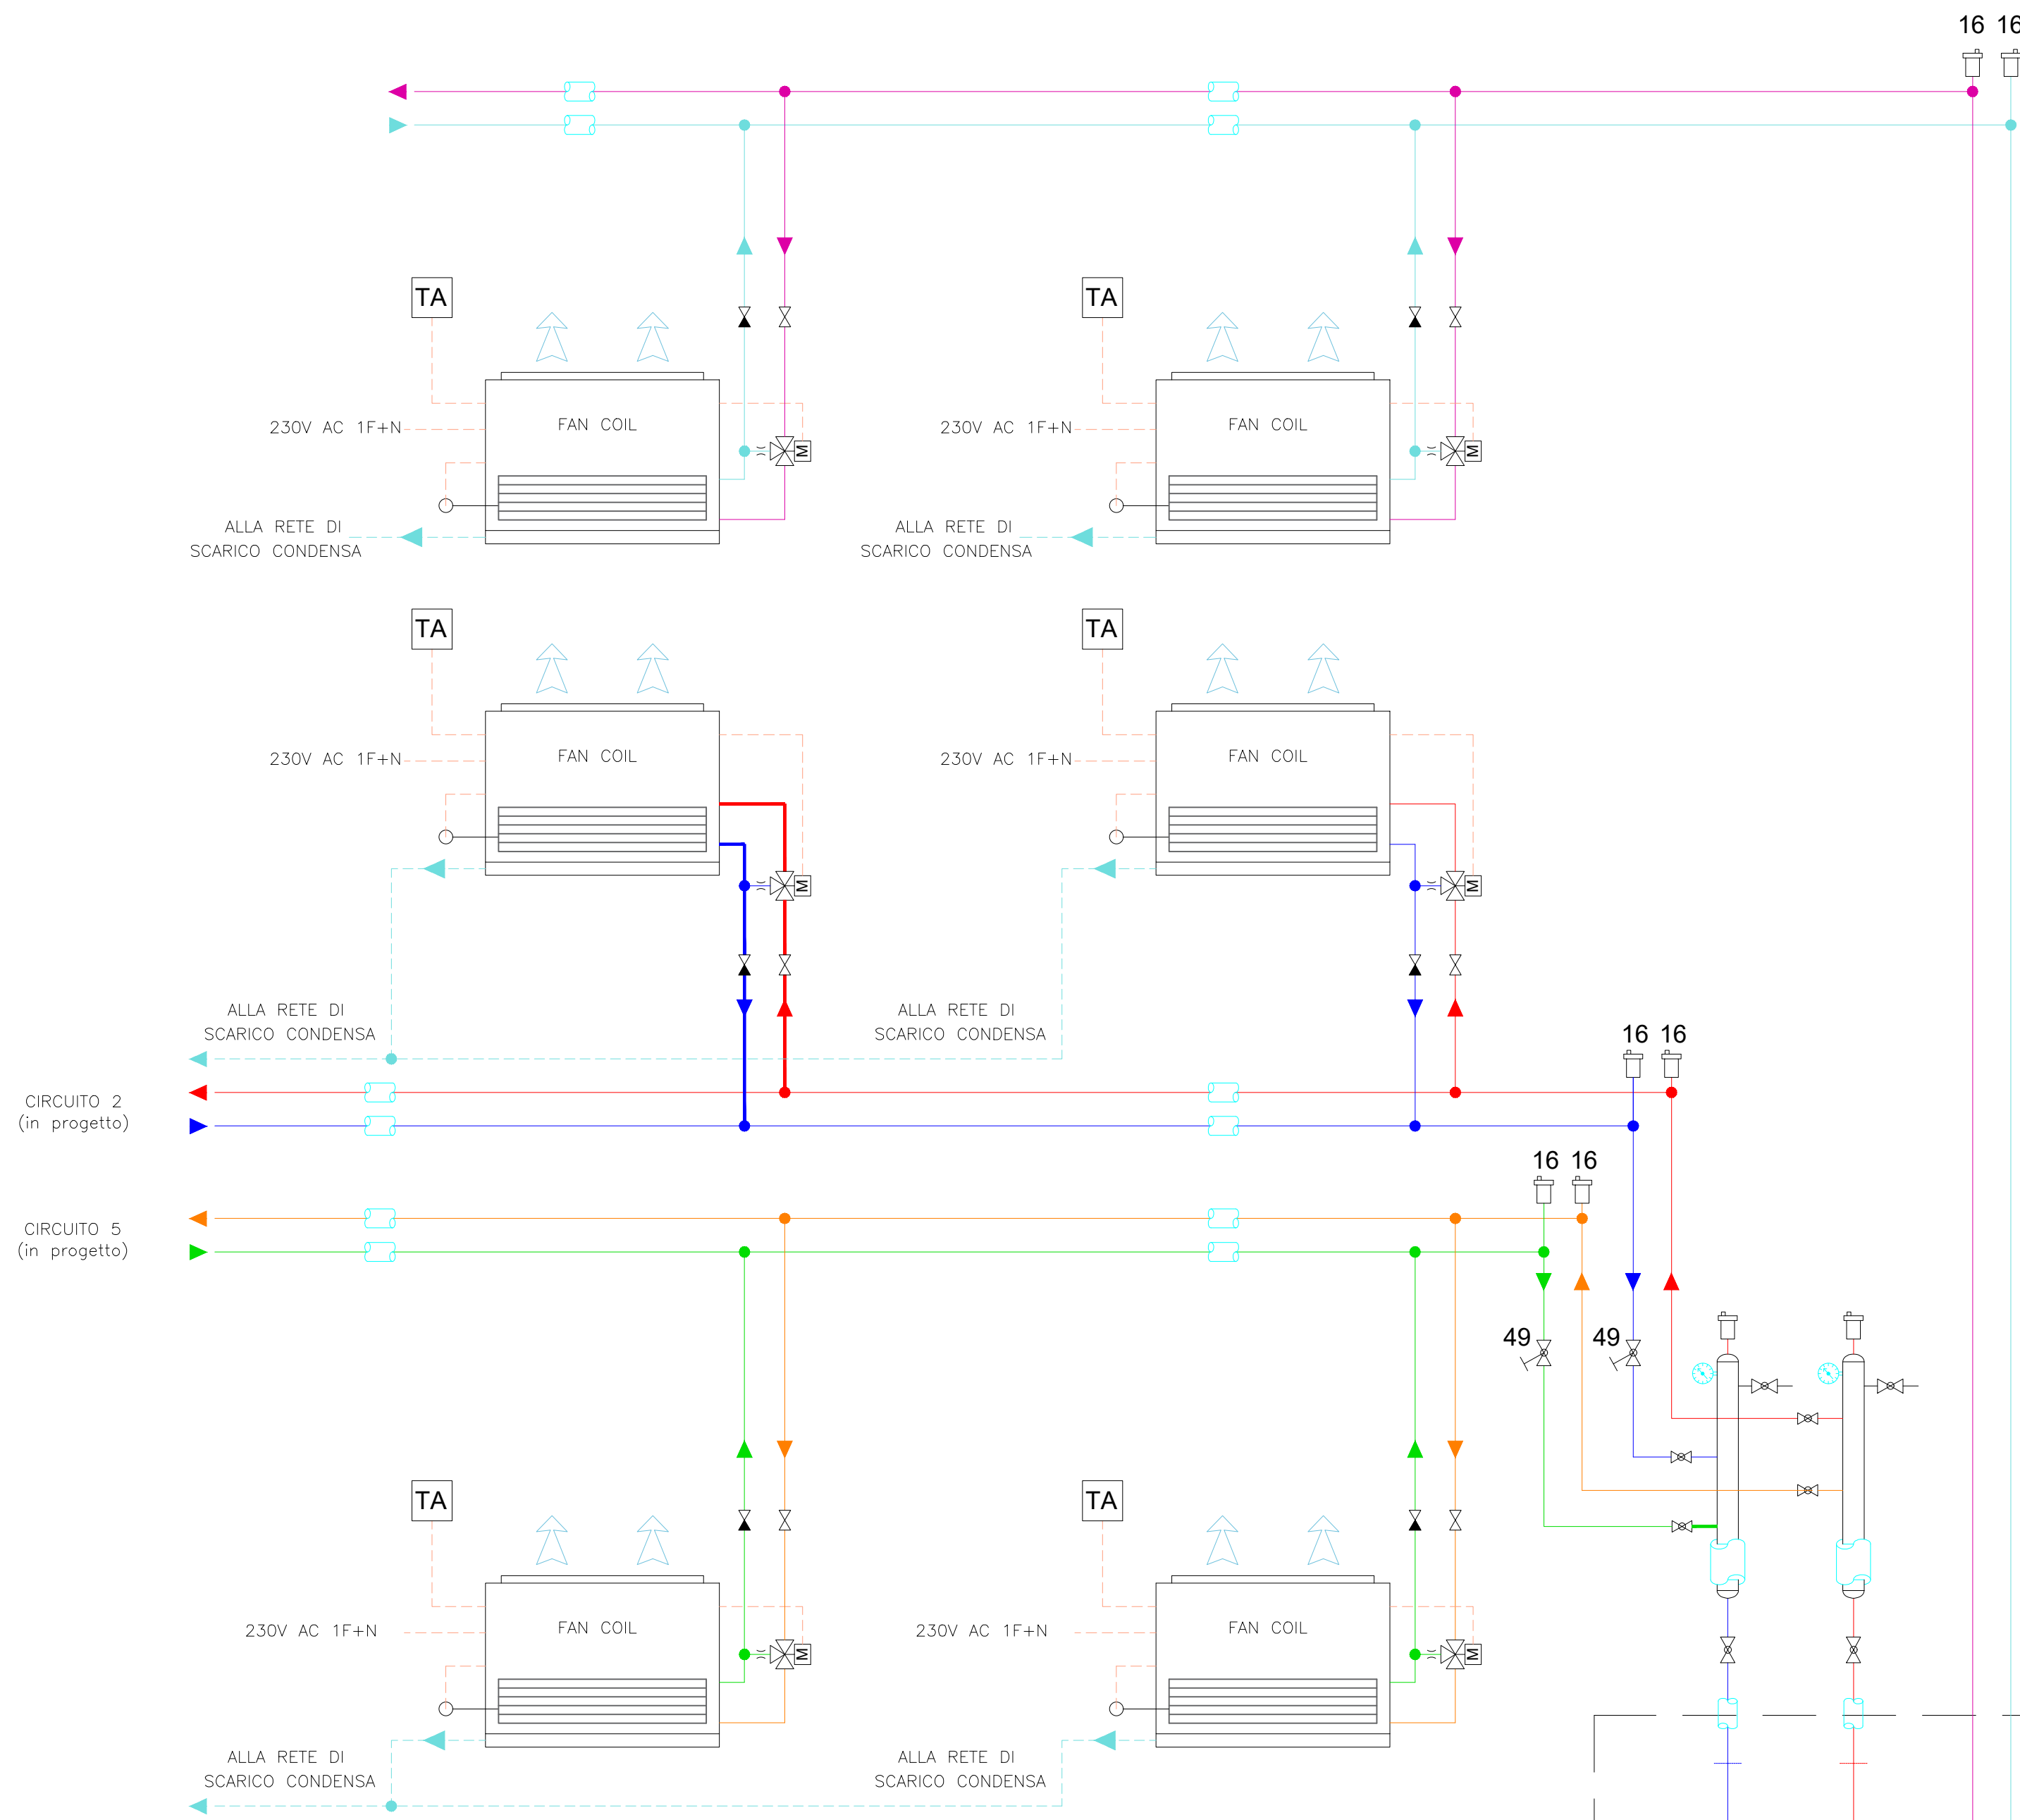 16 16
TA TA
230V AC 1F+N FAN COIL 230V AC 1F+N FAN COIL
M M
ALLA RETE DI ALLA RETE DI
SCARICO CONDENSA SCARICO CONDENSA
TA TA
230V AC 1F+N FAN COIL 230V AC 1F+N FAN COIL
M M
ALLA RETE DI ALLA RETE DI
SCARICO CONDENSA SCARICO CONDENSA
16 16
CIRCUITO 2
(in progetto)
16 16
CIRCUITO 5
(in progetto)
49 49
TA TA
230V AC 1F+N FAN COIL 230V AC 1F+N FAN COIL
M M
ALLA RETE DI ALLA RETE DI
SCARICO CONDENSA SCARICO CONDENSA